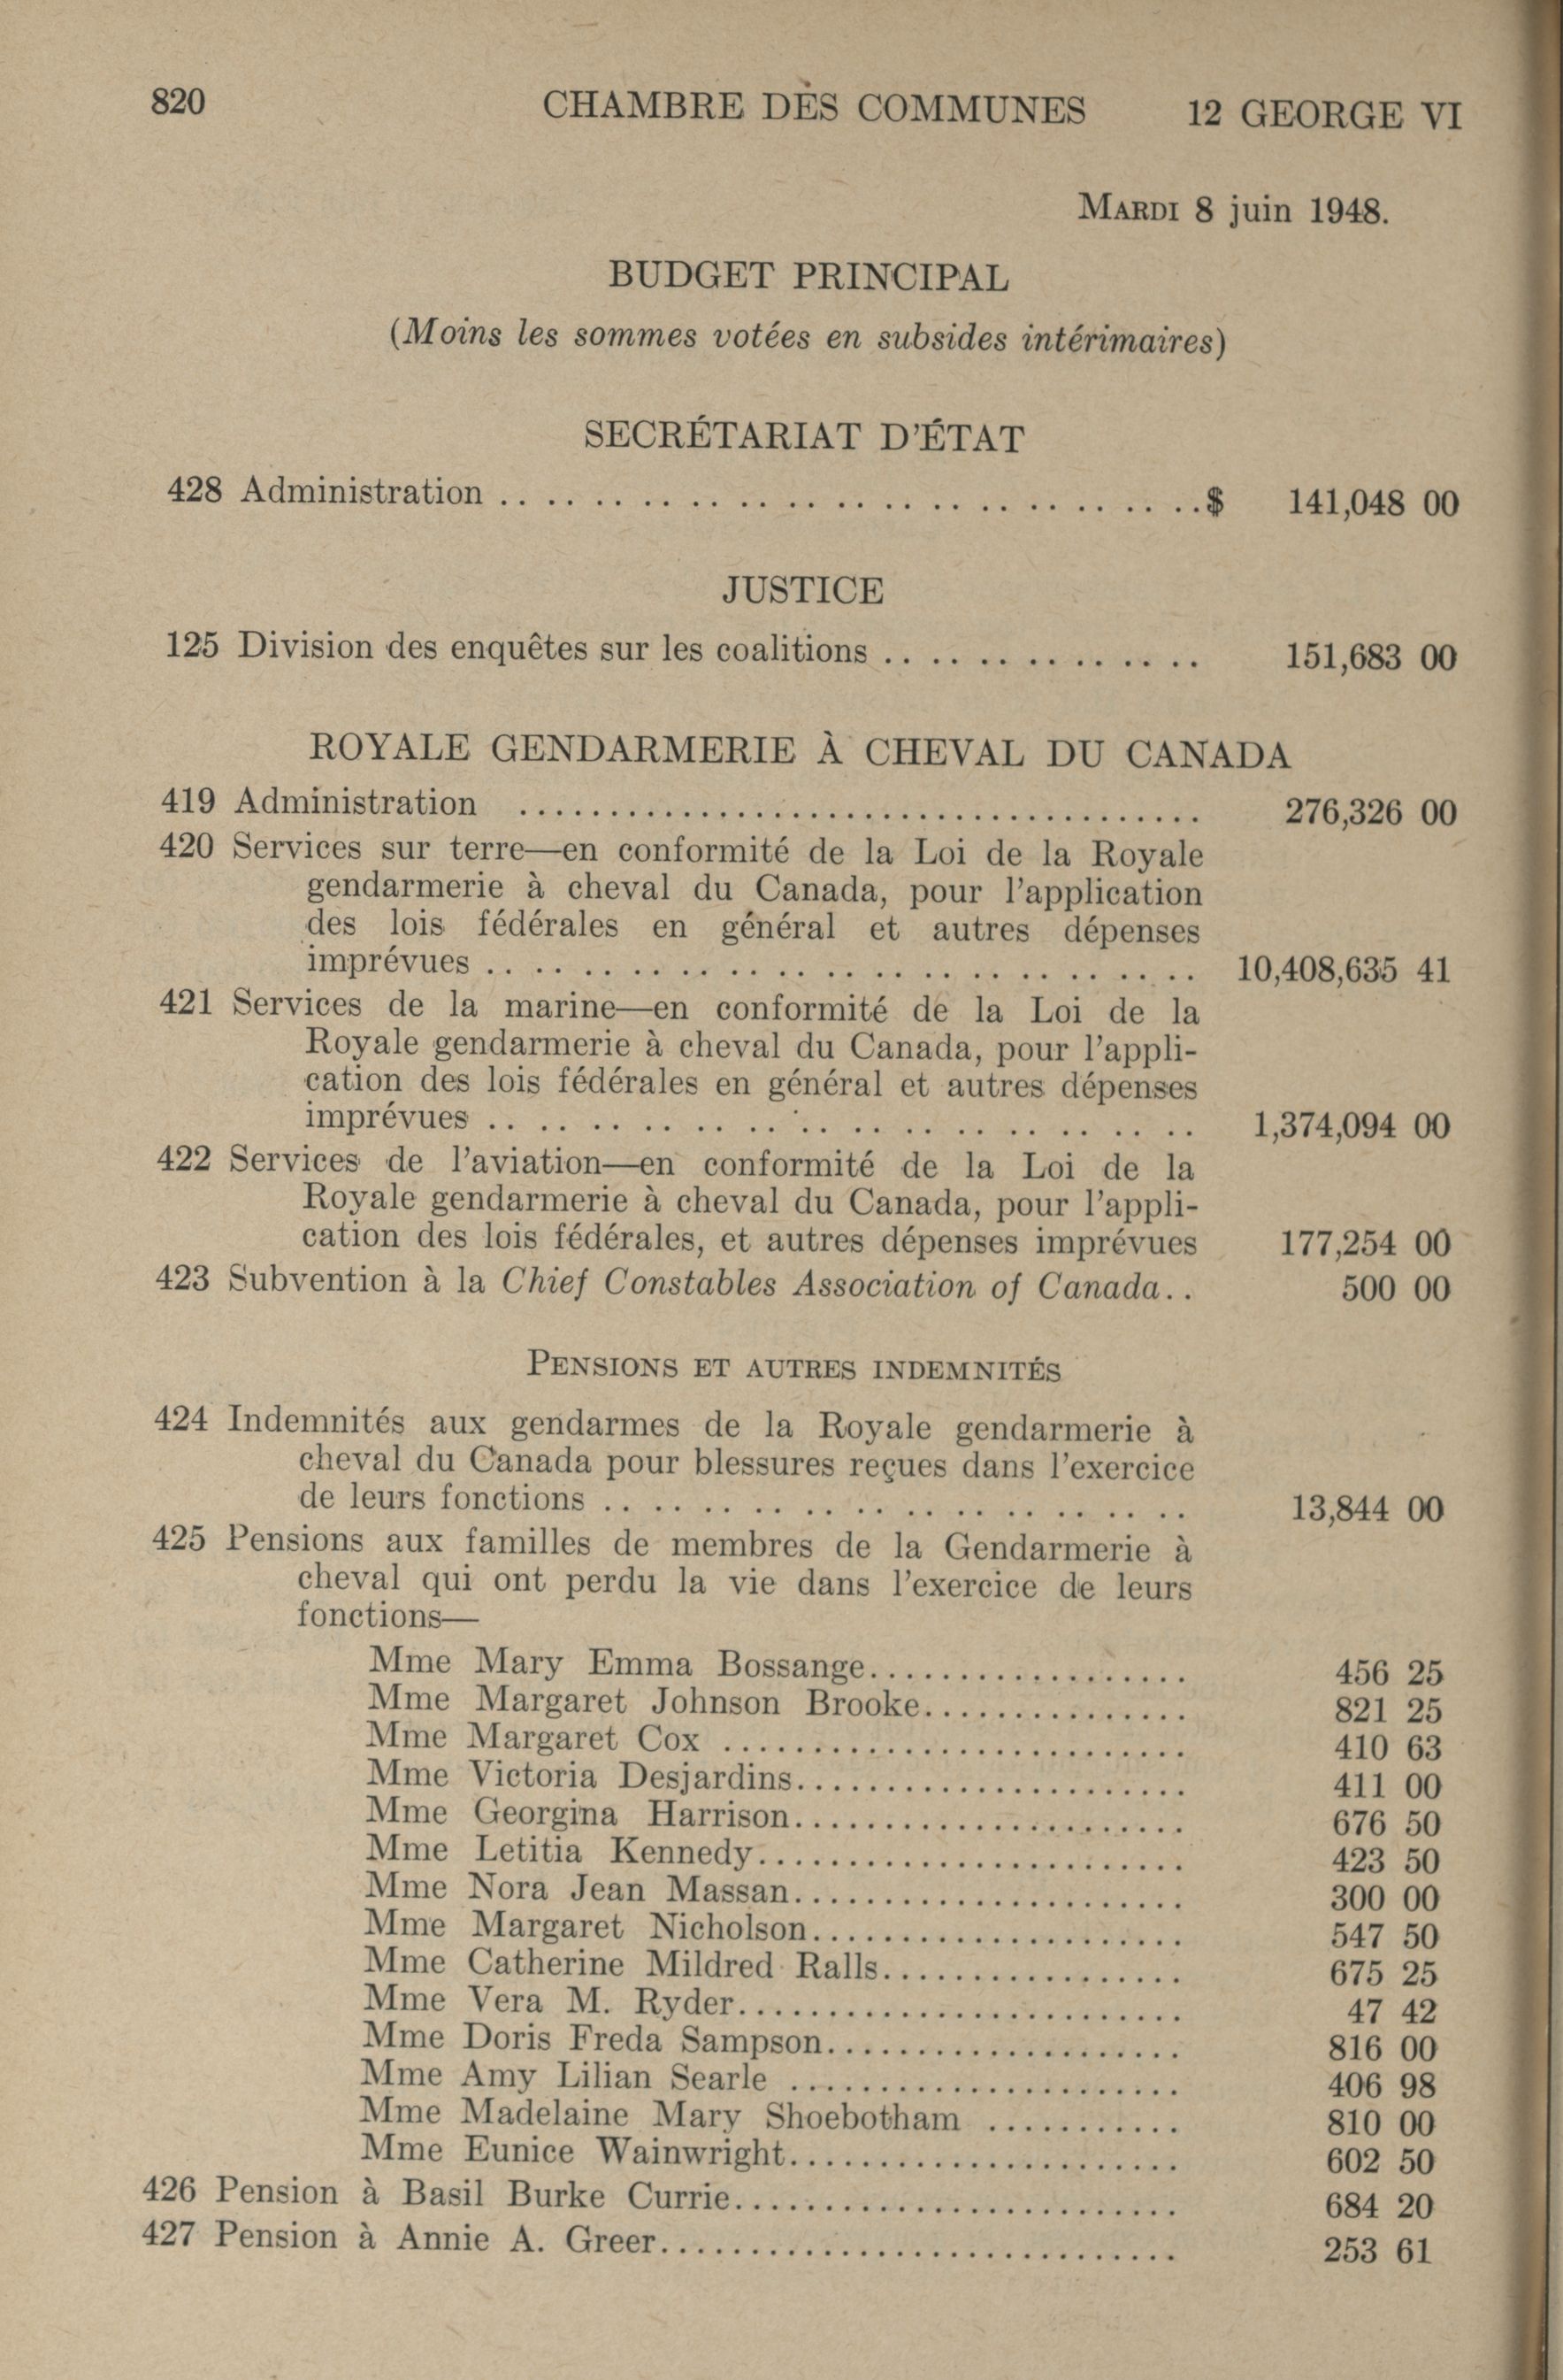 820 CHAMBRE DES COMMUNES 12 GEORGE VI
MARDI 8 juin 1948.
BUDGET PRINCIPAL
(Moins les sommes votées en subsides intérimaires)
SECRÉTARIAT D'ÉTAT
428 Administration . . . . . . . . . . . . . . . . . . . . . . . . . . . . . . $ 141,048 00
JUSTICE
125 Division des enquêtes sur les coalitions . . . . . . . . . . . . . . 151,683 00
ROYALE GENDARMERIE À CHEVAL DU CANADA
419 Administration ...................................... 276,326 00
420 Services sur terre—en conformité de la Loi de la Royale
gendarmerie à cheval du Canada, pour l'application
des lois fédérales en général et autres dépenses
imprévues . . . . . . . . . . . . . . . . . . . . . . . . . . . . . . 10,408,635 41
421 Services de la marine—en conformité de la Loi de la
Royale gendarmerie à cheval du Canada, pour l'appli-
cation des lois fédérales en général et autres dépenses
imprévues . . . . . . . . . . . . . . . . . . . . . . . . . . . . 1,374,094 00
422 Services de l'aviation—en conformité de la Loi de la
Royale gendarmerie à cheval du Canada, pour l'appli-
cation des lois fédérales, et autres dépenses imprévues 177,254 00
423 Subvention à la Chief Constables Association of Canada. . 500 00
PENSIONS ET AUTRES INDEMNITÉS
424 Indemnités aux gendarmes de la Royale gendarmerie à
cheval du Canada pour blessures reçues dans l'exercice
de leurs fonctions . . . . . . . . . . . . . . . . . . . . . . . . 13,844 00
425 Pensions aux familles de membres de la Gendarmerie à
cheval qui ont perdu la vie dans l'exercice de leurs
fonctions—
Mme Mary Emma Bossange.................. 456 25
Mme Margaret Johnson Brooke............... 821 25
Mme Margaret Cox .......................... 410 63
Mme Victoria Desjardins...................... 411 00
Mme Georgina Harrison...................... 676 50
Mme Letitia Kennedy........................ 423 50
Mme Nora Jean Massan...................... 300 00
Mme Margaret Nicholson..................... 547 50
Mme Catherine Mildred Ralls................. 675 25
Mme Vera M. Ryder......................... 47 42
Mme Doris Freda Sampson.................... 816 00
Mme Amy Lilian Searle ...................... 406 98
Mme Madelaine Mary Shoebotham ........... 810 00
Mme Eunice Wainwright...................... 602 50
426 Pension à Basil Burke Currie......................... 684 20
427 Pension à Annie A. Greer............................. 253 61